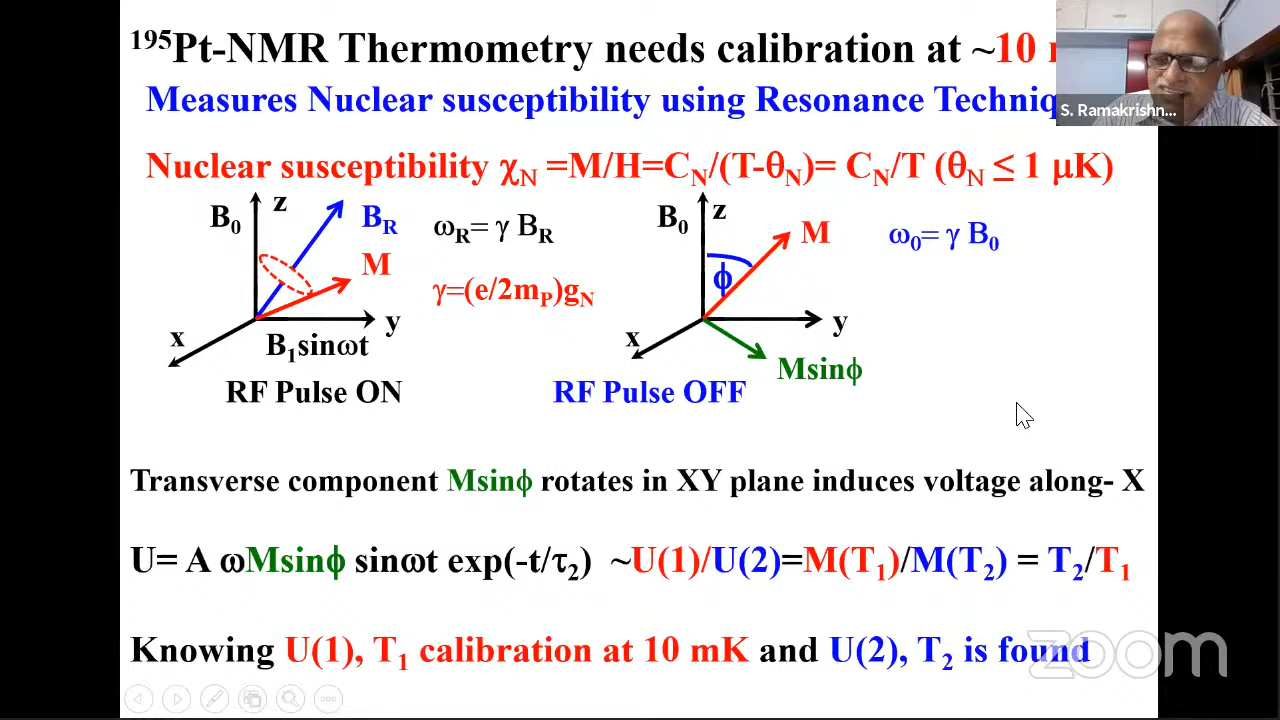 ¹⁹⁵Pt-NMR Thermometry needs calibration at ~10
Measures Nuclear susceptibility using Resonance
S. Ramakrishn...
Nuclear susceptibility χN =M/H=CN/(T-θN)= CN/T (θN ≤ 1 μK)
B₀ z BR M y x
ωR= γ BR
γ=(e/2mP)gN
B₁sinωt
RF Pulse ON
B₀ z M ϕ y x
ω₀= γ B₀
Msinϕ
RF Pulse OFF
Transverse component Msinϕ rotates in XY plane induces voltage along- X
U= A ωMsinϕ sinωt exp(-t/τ₂) ~U(1)/U(2)=M(T₁)/M(T₂) = T₂/T₁
Knowing U(1), T₁ calibration at 10 mK and U(2), T₂ is found
zoom